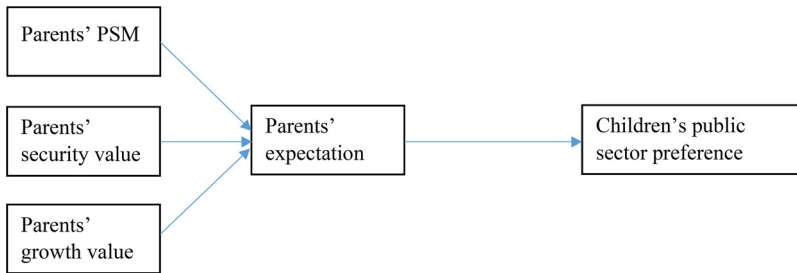 Parents’ PSM
Parents’
security value
Parents’
growth value
Parents’
expectation
Children’s public
sector preference